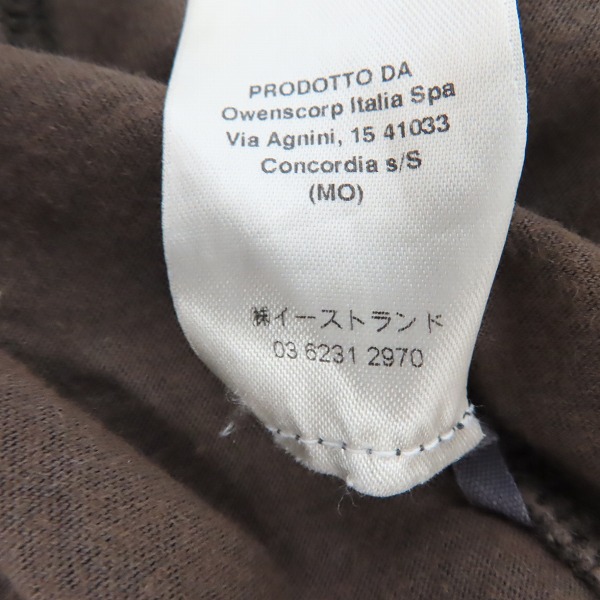 PRODOTTO DA
Owenscorp Italia Spa
Via Agnini, 15 41033
Concordia s/S
(MO)
㈱イーストランド
03 6231 2970